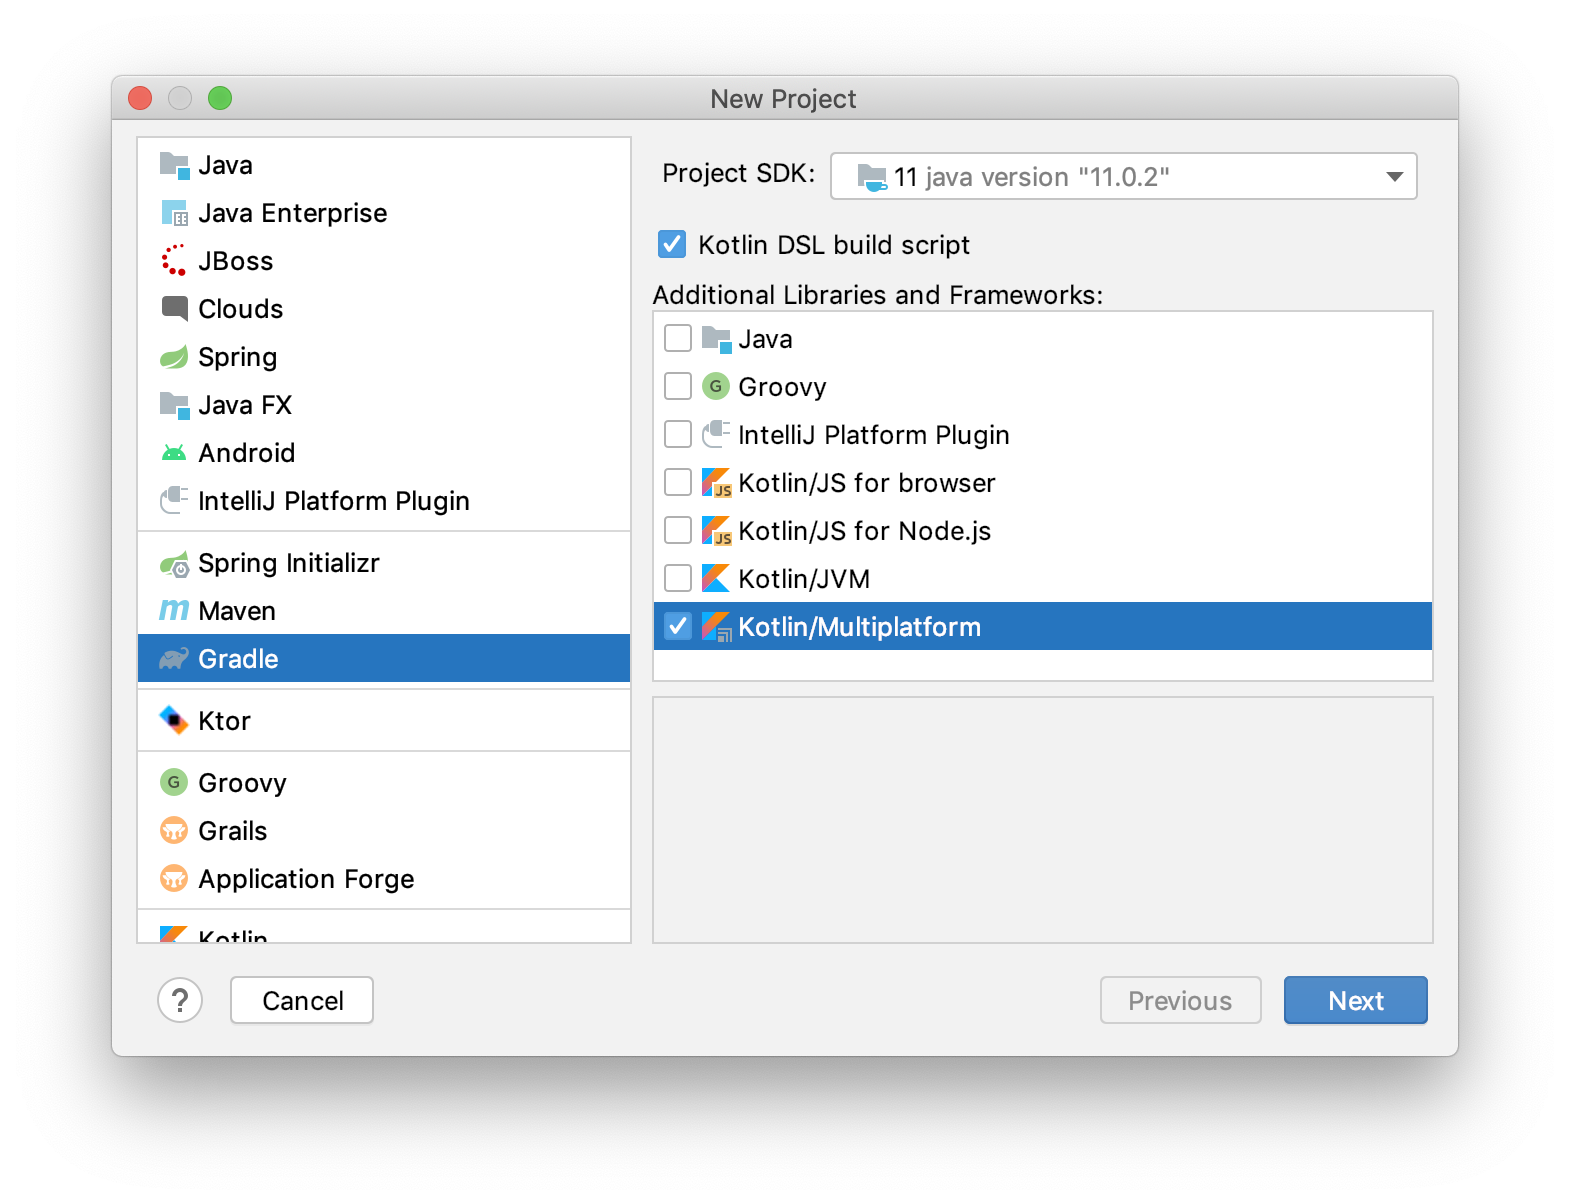 New Project
Java
Java Enterprise
JBoss
Clouds
Spring
Java FX
Android
IntelliJ Platform Plugin
Spring Initializr
m Maven
Gradle
Ktor
G Groovy
Grails
Application Forge
Kotlin
Project SDK: 11 java version "11.0.2"
Kotlin DSL build script
Additional Libraries and Frameworks:
Java
G Groovy
IntelliJ Platform Plugin
JS Kotlin/JS for browser
JS Kotlin/JS for Node.js
Kotlin/JVM
Kotlin/Multiplatform
? Cancel Previous Next